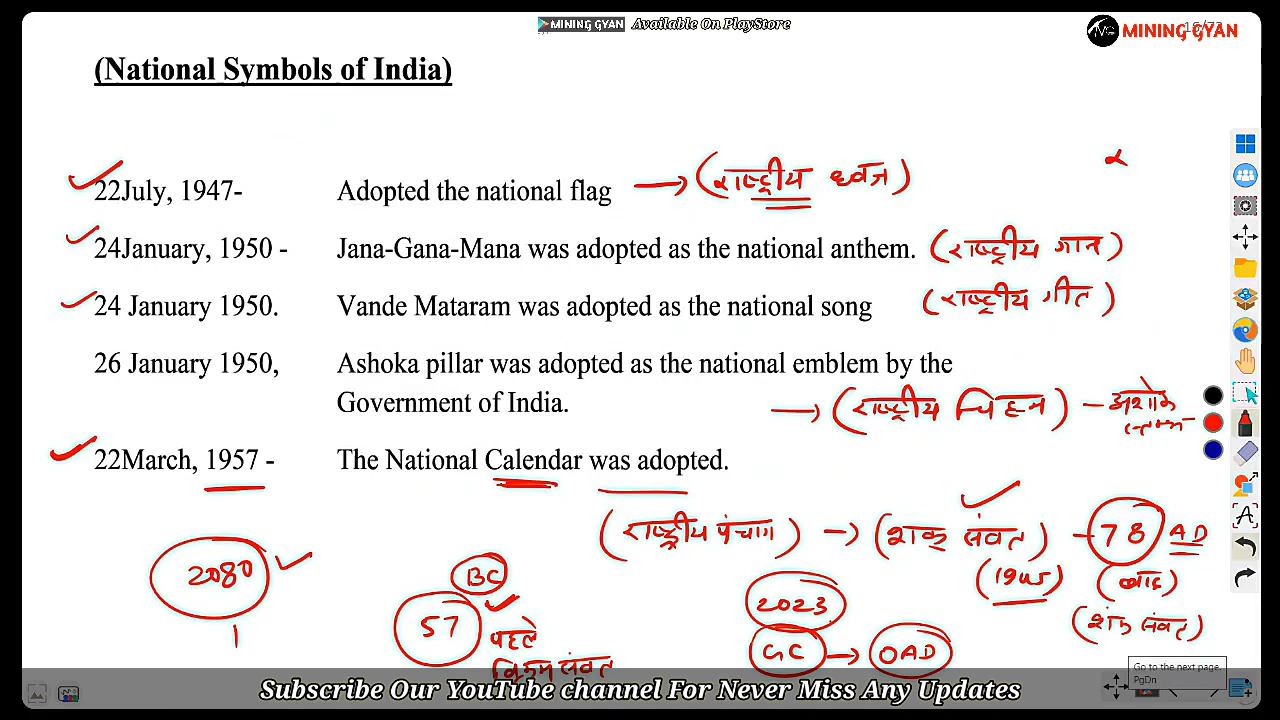 MINING GYAN Available On PlayStore
MINING GYAN
(National Symbols of India)
22July, 1947- Adopted the national flag (राष्ट्रीय ध्वज)
24January, 1950 - Jana-Gana-Mana was adopted as the national anthem. (राष्ट्रीय गान)
24 January 1950. Vande Mataram was adopted as the national song (राष्ट्रीय गीत)
26 January 1950, Ashoka pillar was adopted as the national emblem by the
Government of India. → (राष्ट्रीय चिहन) - अशोक
22March, 1957 - The National Calendar was adopted.
(राष्ट्रीय पंचांग) → (शक संवत) - 78 AD
2080 BC 2023 (1945) (बाद)
57 पहले GC → 0AD (शक संवत)
विक्रम संवत
Go to the next page.
PgDn
Subscribe Our YouTube channel For Never Miss Any Updates